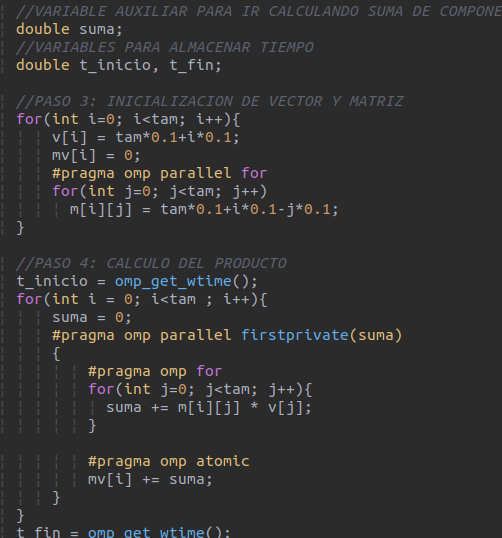 //VARIABLE AUXILIAR PARA IR CALCULANDO SUMA DE COMPONE
double suma;
//VARIABLES PARA ALMACENAR TIEMPO
double t_inicio, t_fin;
//PASO 3: INICIALIZACION DE VECTOR Y MATRIZ
for(int i=0; i<tam; i++){
v[i] = tam*0.1+i*0.1;
mv[i] = 0;
#pragma omp parallel for
for(int j=0; j<tam; j++)
m[i][j] = tam*0.1+i*0.1-j*0.1;
}
//PASO 4: CALCULO DEL PRODUCTO
t_inicio = omp_get_wtime();
for(int i = 0; i<tam ; i++){
suma = 0;
#pragma omp parallel firstprivate(suma)
{
#pragma omp for
for(int j=0; j<tam; j++){
suma += m[i][j] * v[j];
}
#pragma omp atomic
mv[i] += suma;
}
}
t_fin = omp_get_wtime();